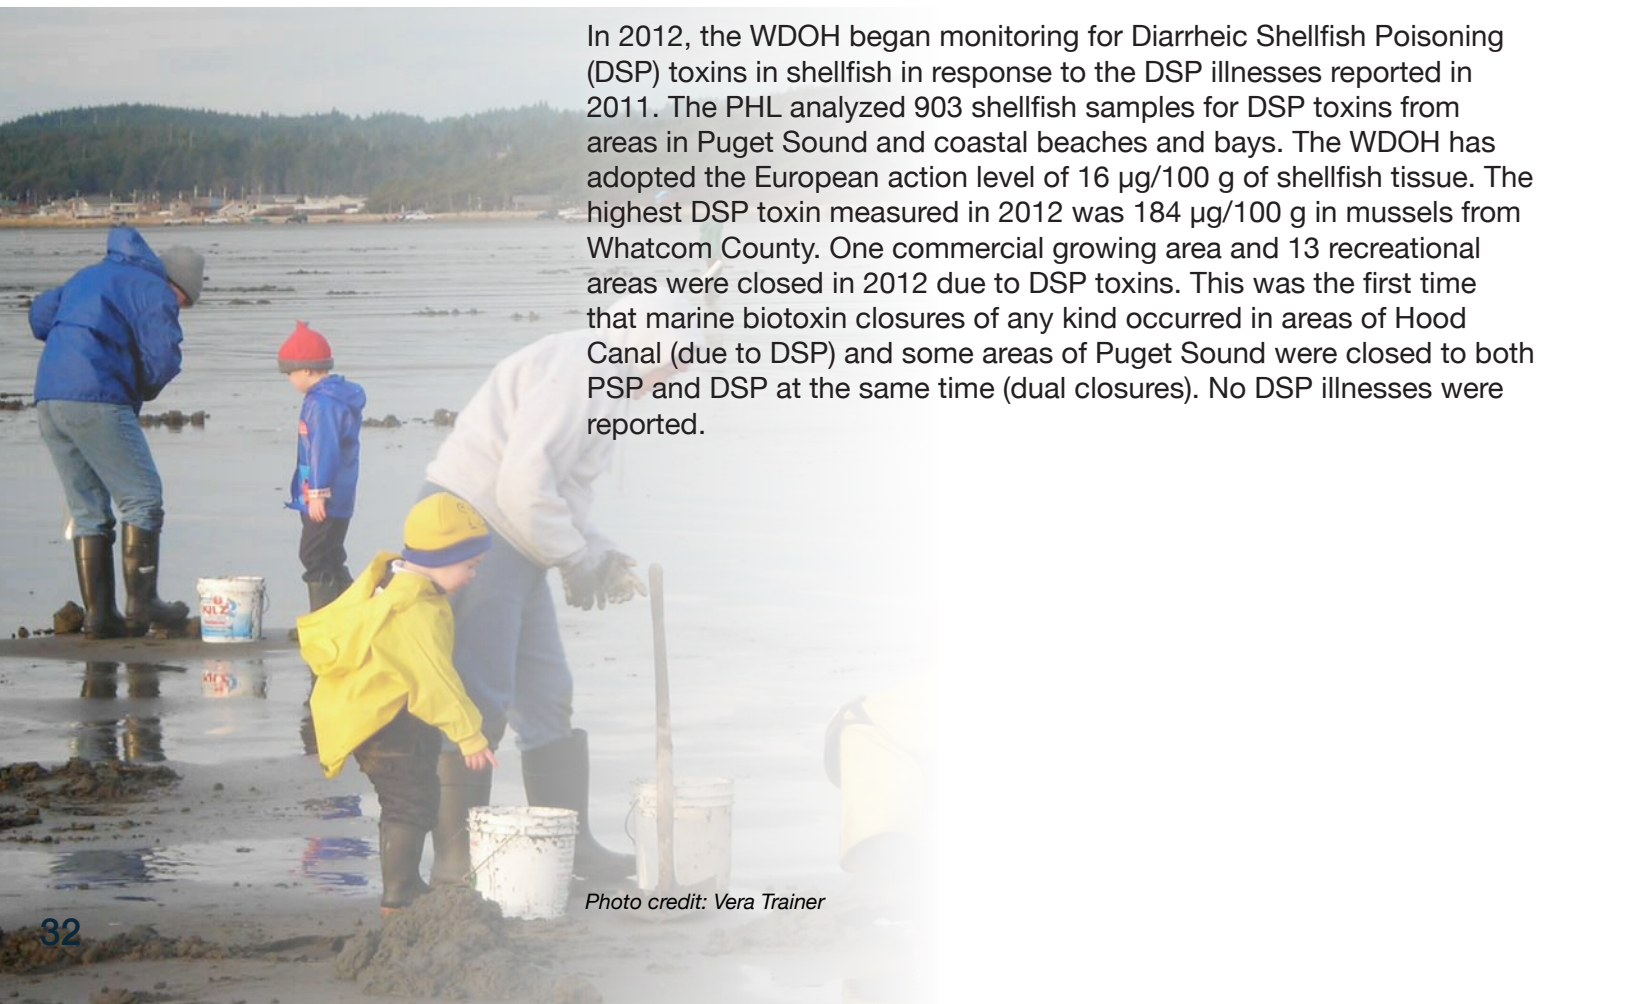 In 2012, the WDOH began monitoring for Diarrheic Shellfish Poisoning
(DSP) toxins in shellfish in response to the DSP illnesses reported in
2011. The PHL analyzed 903 shellfish samples for DSP toxins from
areas in Puget Sound and coastal beaches and bays. The WDOH has
adopted the European action level of 16 µg/100 g of shellfish tissue. The
highest DSP toxin measured in 2012 was 184 µg/100 g in mussels from
Whatcom County. One commercial growing area and 13 recreational
areas were closed in 2012 due to DSP toxins. This was the first time
that marine biotoxin closures of any kind occurred in areas of Hood
Canal (due to DSP) and some areas of Puget Sound were closed to both
PSP and DSP at the same time (dual closures). No DSP illnesses were
reported.
KILZ2
Photo credit: Vera Trainer
32